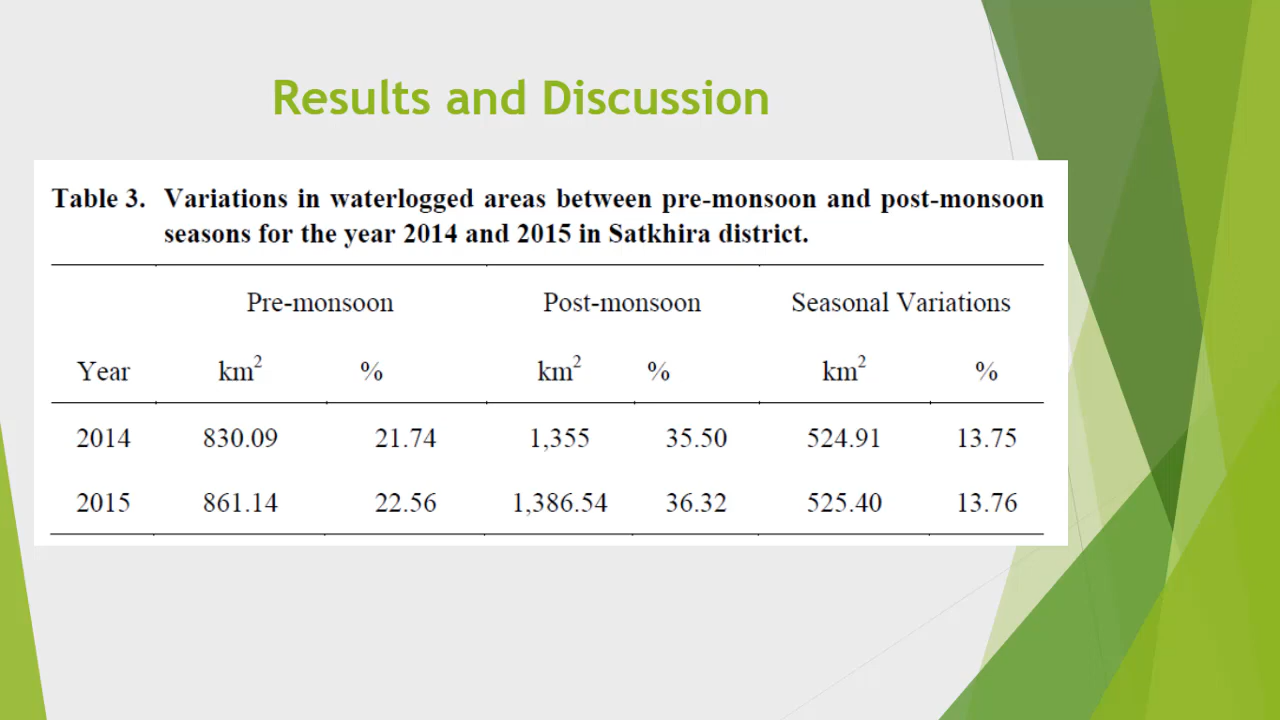 Results and Discussion
Table 3. Variations in waterlogged areas between pre-monsoon and post-monsoon
seasons for the year 2014 and 2015 in Satkhira district.
Pre-monsoon Post-monsoon Seasonal Variations
Year km² % km² % km² %
2014 830.09 21.74 1,355 35.50 524.91 13.75
2015 861.14 22.56 1,386.54 36.32 525.40 13.76